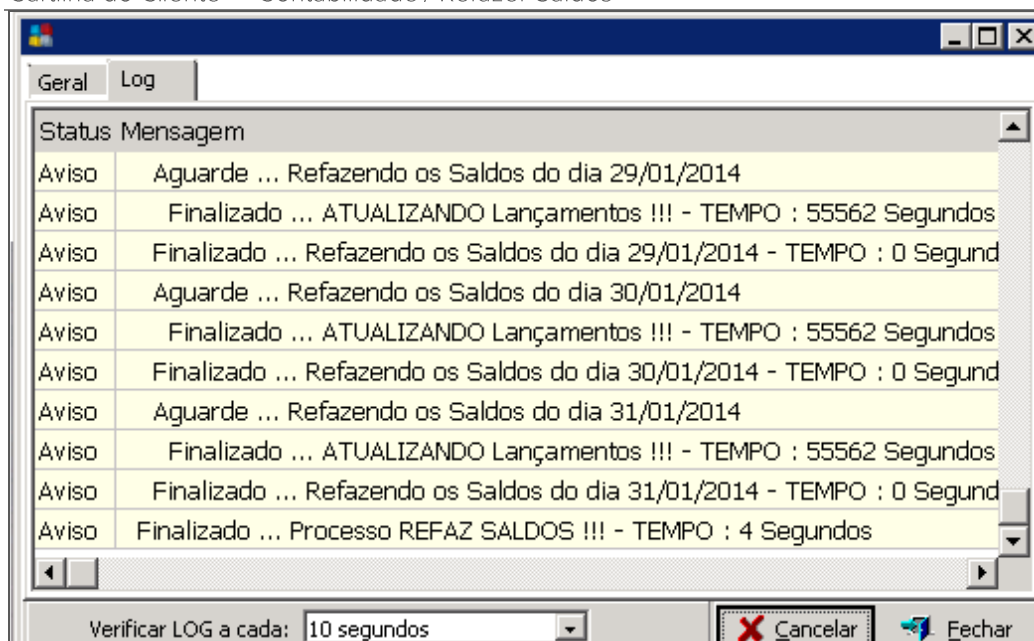 Cartilha do Cliente – Contabilidade / Refazer Saldos
Geral Log
Status Mensagem
Aviso Aguarde ... Refazendo os Saldos do dia 29/01/2014
Aviso Finalizado ... ATUALIZANDO Lançamentos !!! - TEMPO : 55562 Segundos
Aviso Finalizado ... Refazendo os Saldos do dia 29/01/2014 - TEMPO : 0 Segund
Aviso Aguarde ... Refazendo os Saldos do dia 30/01/2014
Aviso Finalizado ... ATUALIZANDO Lançamentos !!! - TEMPO : 55562 Segundos
Aviso Finalizado ... Refazendo os Saldos do dia 30/01/2014 - TEMPO : 0 Segund
Aviso Aguarde ... Refazendo os Saldos do dia 31/01/2014
Aviso Finalizado ... ATUALIZANDO Lançamentos !!! - TEMPO : 55562 Segundos
Aviso Finalizado ... Refazendo os Saldos do dia 31/01/2014 - TEMPO : 0 Segund
Aviso Finalizado ... Processo REFAZ SALDOS !!! - TEMPO : 4 Segundos
Verificar LOG a cada: 10 segundos Cancelar Fechar